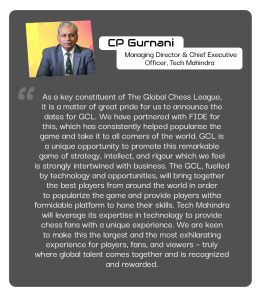 CP Gurnani
Managing Director & Chief Executive
Officer, Tech Mahindra
As a key constituent of The Global Chess League,
it is a matter of great pride for us to announce the
dates for GCL. We have partnered with FIDE for
this, which has consistently helped popularise the
game and take it to all corners of the world. GCL is
a unique opportunity to promote this remarkable
game of strategy, intellect, and rigour which we feel
is strongly intertwined with business. The GCL, fuelled
by technology and opportunities, will bring together
the best players from around the world in order
to popularize the game and provide players witha
formidable platform to hone their skills. Tech Mahindra
will leverage its expertise in technology to provide
chess fans with a unique experience. We are keen
to make this the largest and the most exhilarating
experience for players, fans, and viewers – truly
where global talent comes together and is recognized
and rewarded.